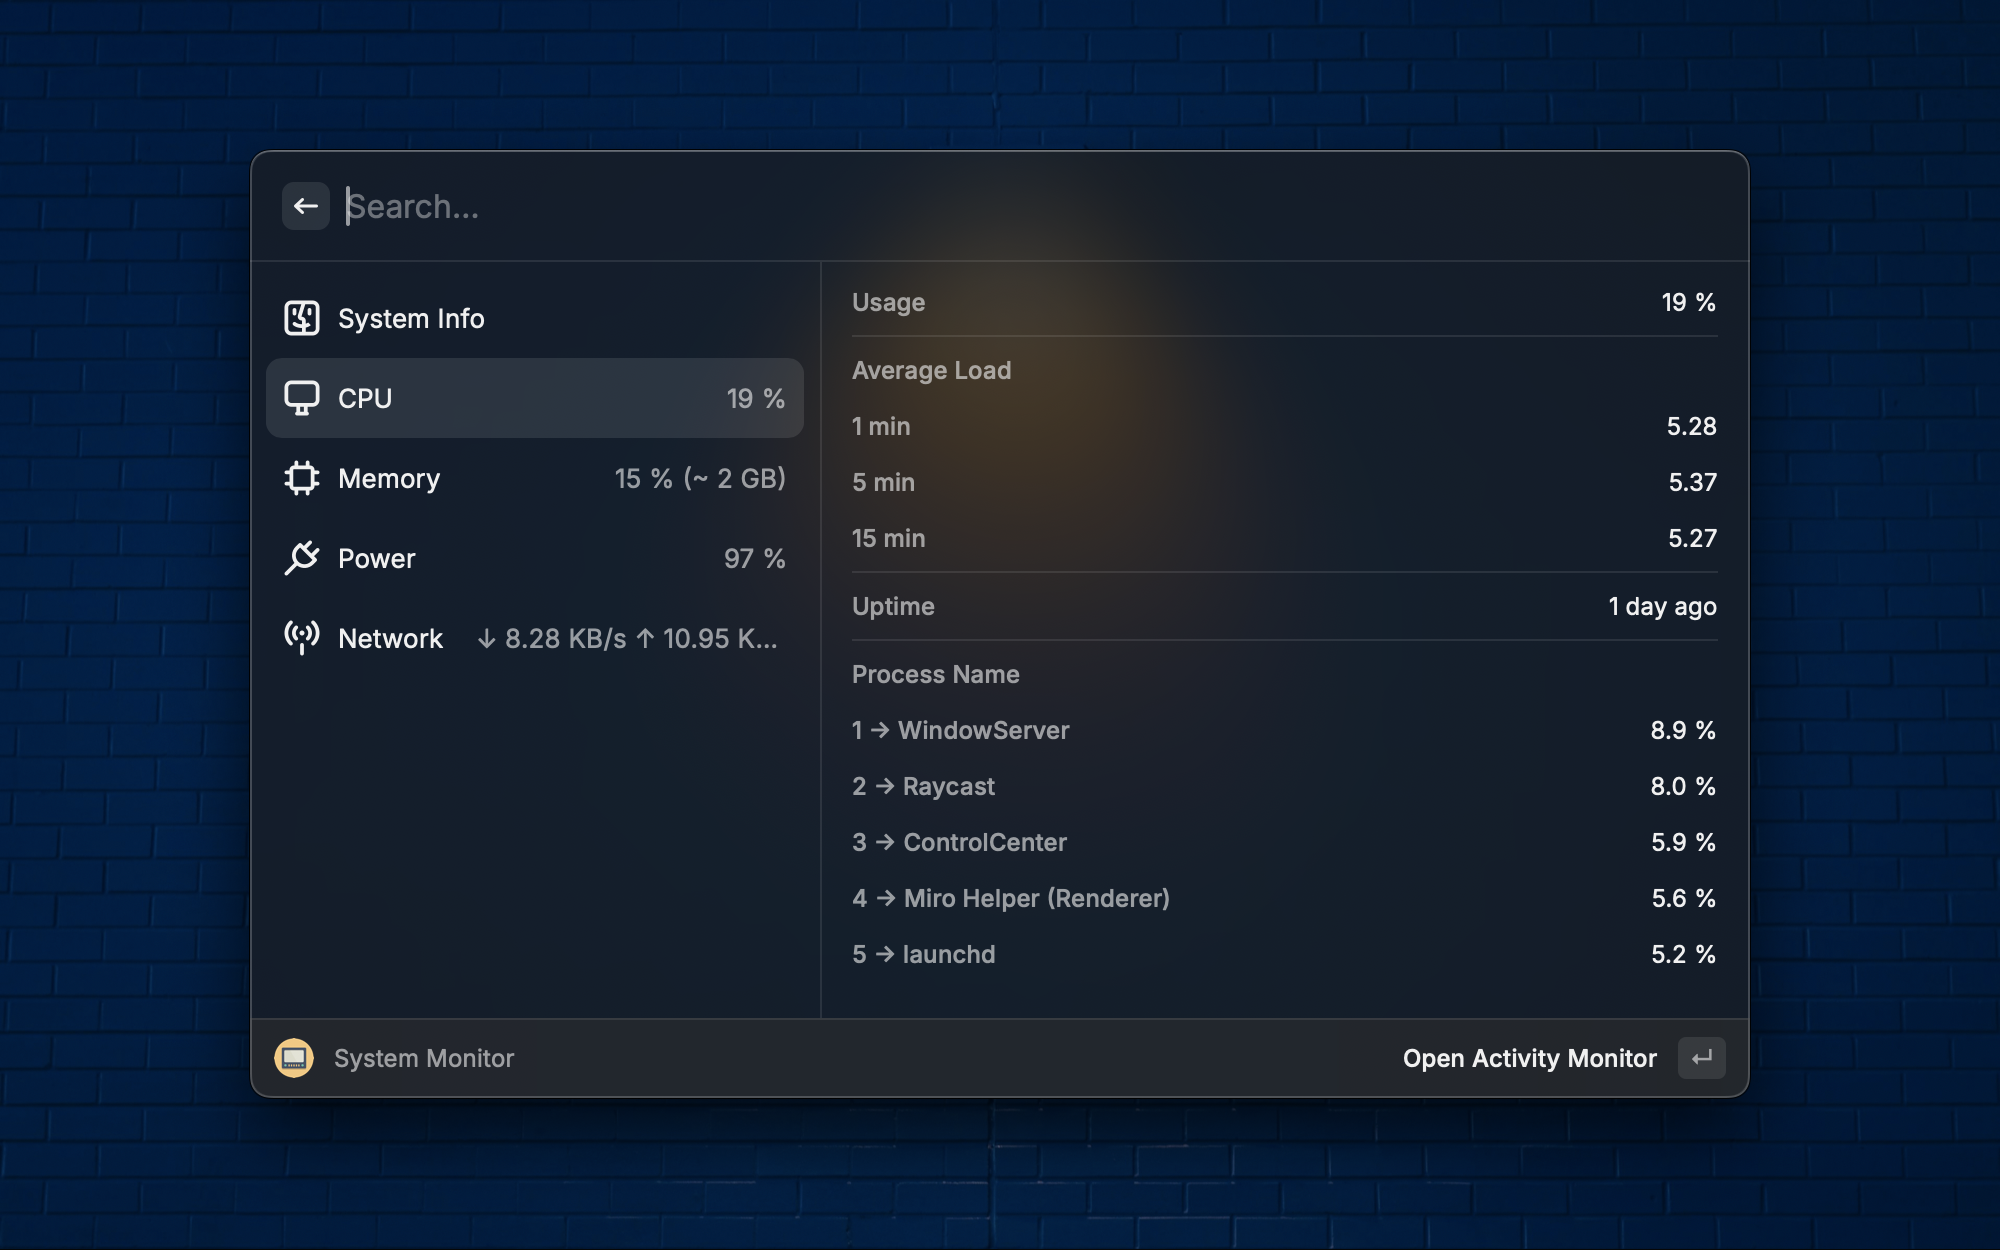 Search...
System Info
CPU 19 %
Memory 15 % (~ 2 GB)
Power 97 %
Network ↓ 8.28 KB/s ↑ 10.95 K...
Usage 19 %
Average Load
1 min 5.28
5 min 5.37
15 min 5.27
Uptime 1 day ago
Process Name
1 → WindowServer 8.9 %
2 → Raycast 8.0 %
3 → ControlCenter 5.9 %
4 → Miro Helper (Renderer) 5.6 %
5 → launchd 5.2 %
System Monitor
Open Activity Monitor